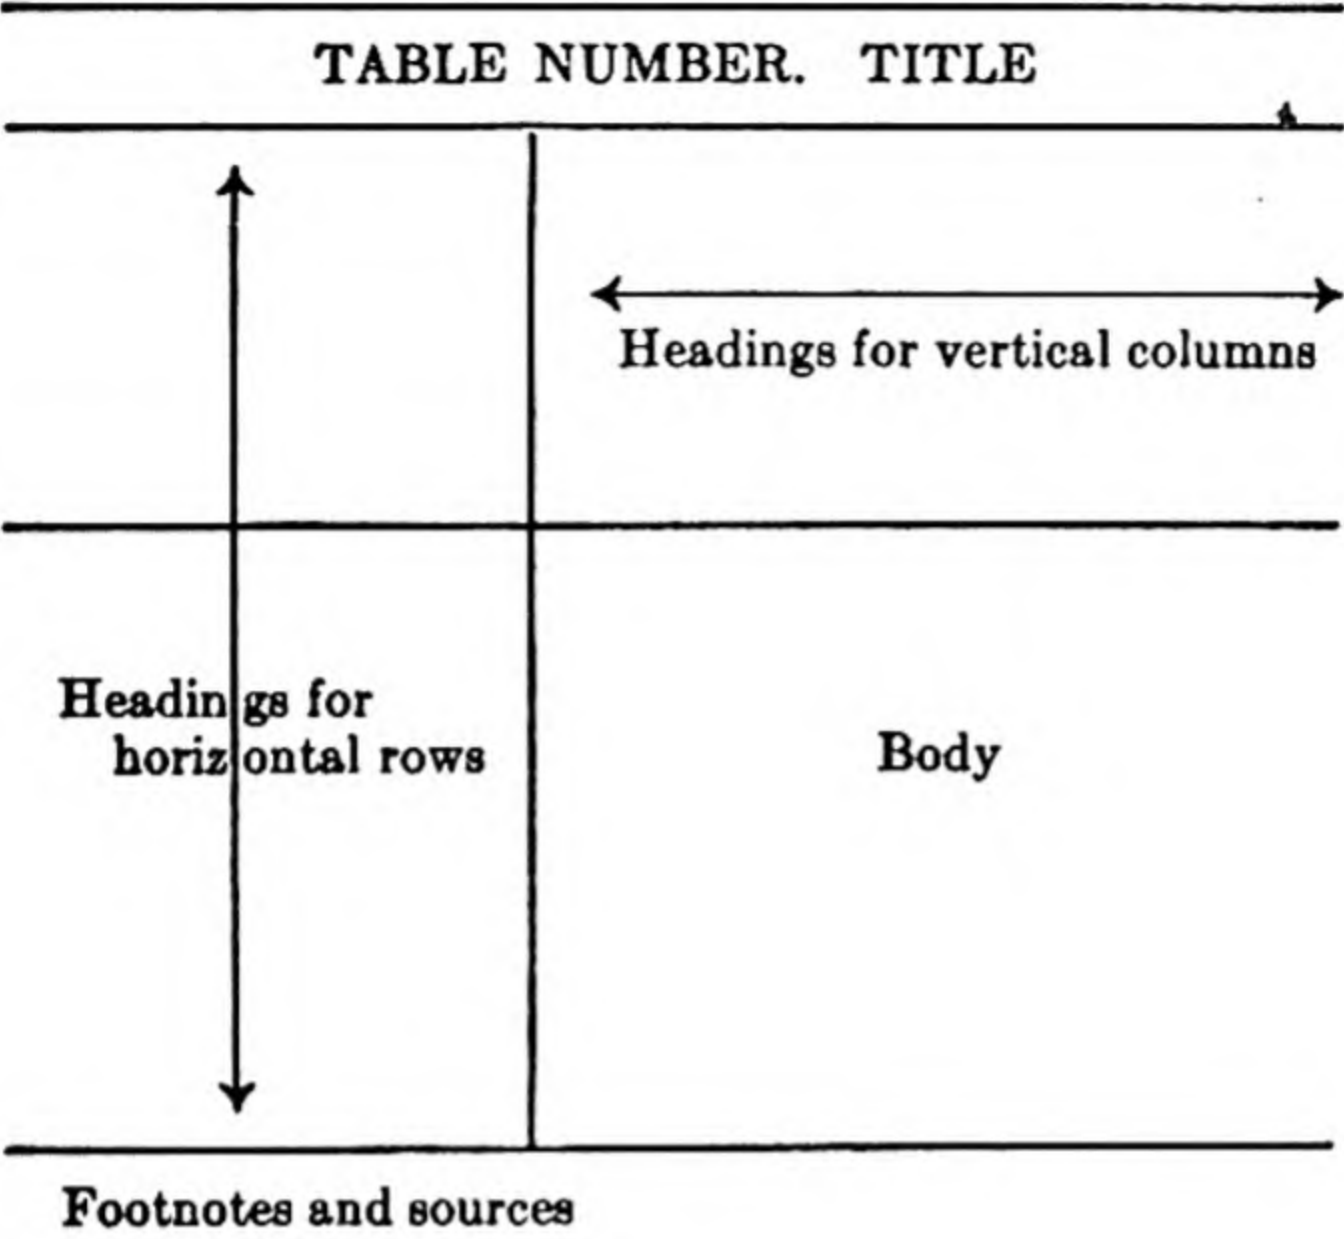 TABLE NUMBER. TITLE
Headings for vertical columns
Headings for
horizontal rows
Body
Footnotes and sources